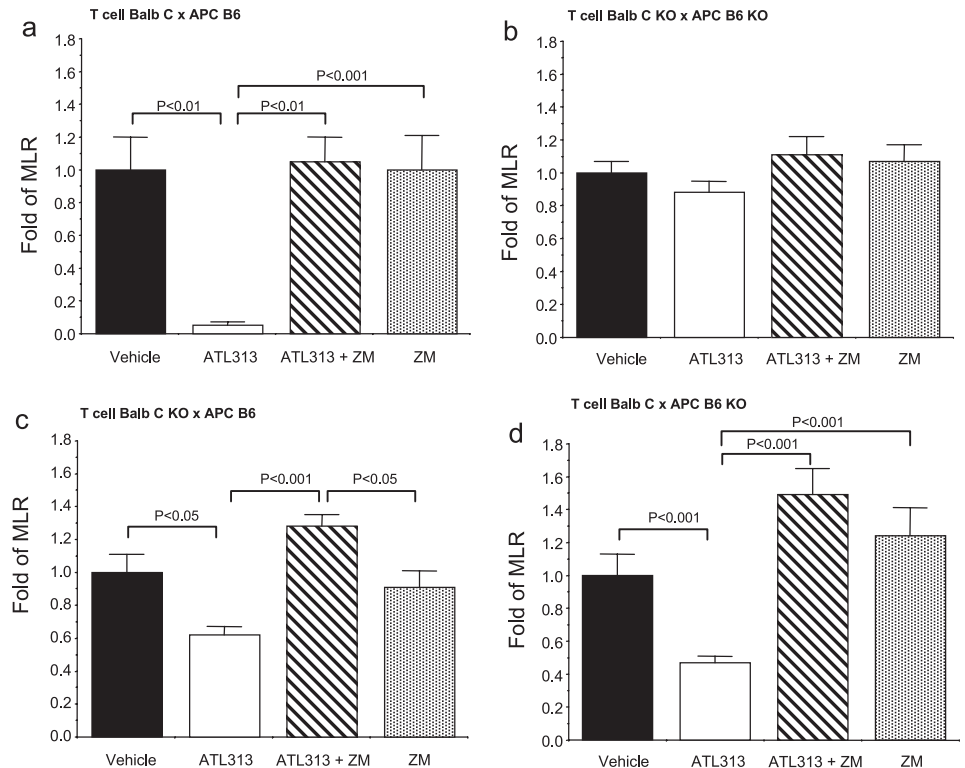 a
T cell Balb C x APC B6
Fold of MLR
1.8
1.6
1.4
1.2
1.0
0.8
0.6
0.4
0.2
0.0
P<0.01
P<0.01
P<0.001
Vehicle ATL313 ATL313 + ZM ZM
b
T cell Balb C KO x APC B6 KO
Fold of MLR
1.8
1.6
1.4
1.2
1.0
0.8
0.6
0.4
0.2
0.0
Vehicle ATL313 ATL313 + ZM ZM
c
T cell Balb C KO x APC B6
Fold of MLR
1.8
1.6
1.4
1.2
1.0
0.8
0.6
0.4
0.2
0.0
P<0.05
P<0.001
P<0.05
Vehicle ATL313 ATL313 + ZM ZM
d
T cell Balb C x APC B6 KO
Fold of MLR
1.8
1.6
1.4
1.2
1.0
0.8
0.6
0.4
0.2
0.0
P<0.001
P<0.001
P<0.001
Vehicle ATL313 ATL313 + ZM ZM